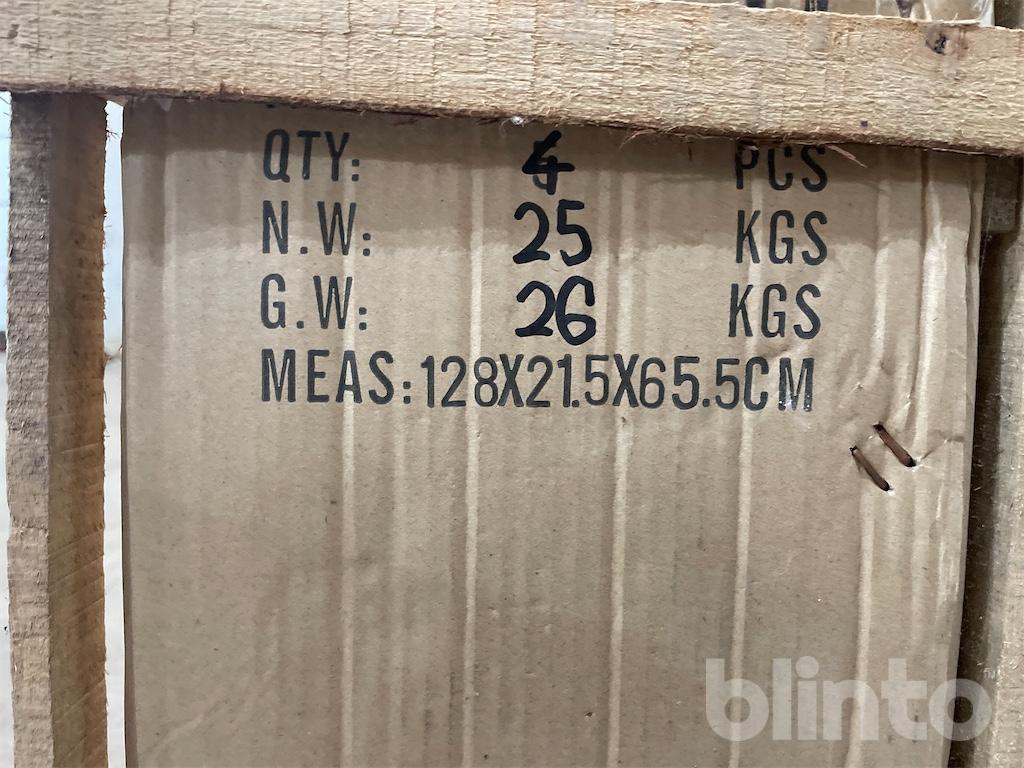 QTY: 4 PCS
N.W: 25 KGS
G.W: 26 KGS
MEAS:128X21.5X65.5CM
blinto